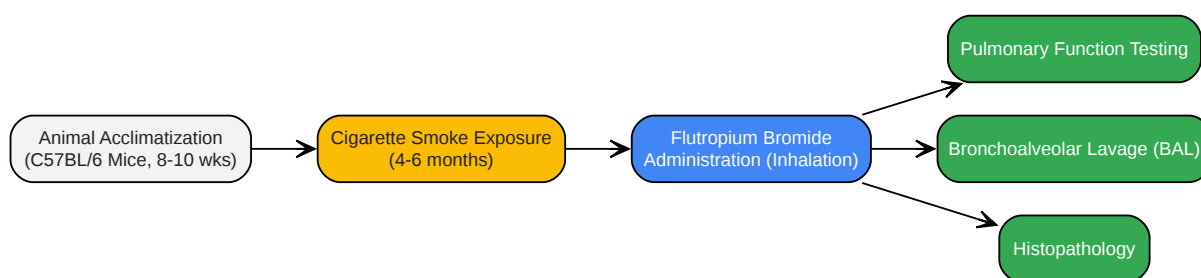 Animal Acclimatization
(C57BL/6 Mice, 8-10 wks)
Cigarette Smoke Exposure
(4-6 months)
Flutropium Bromide
Administration (Inhalation)
Pulmonary Function Testing
Bronchoalveolar Lavage (BAL)
Histopathology